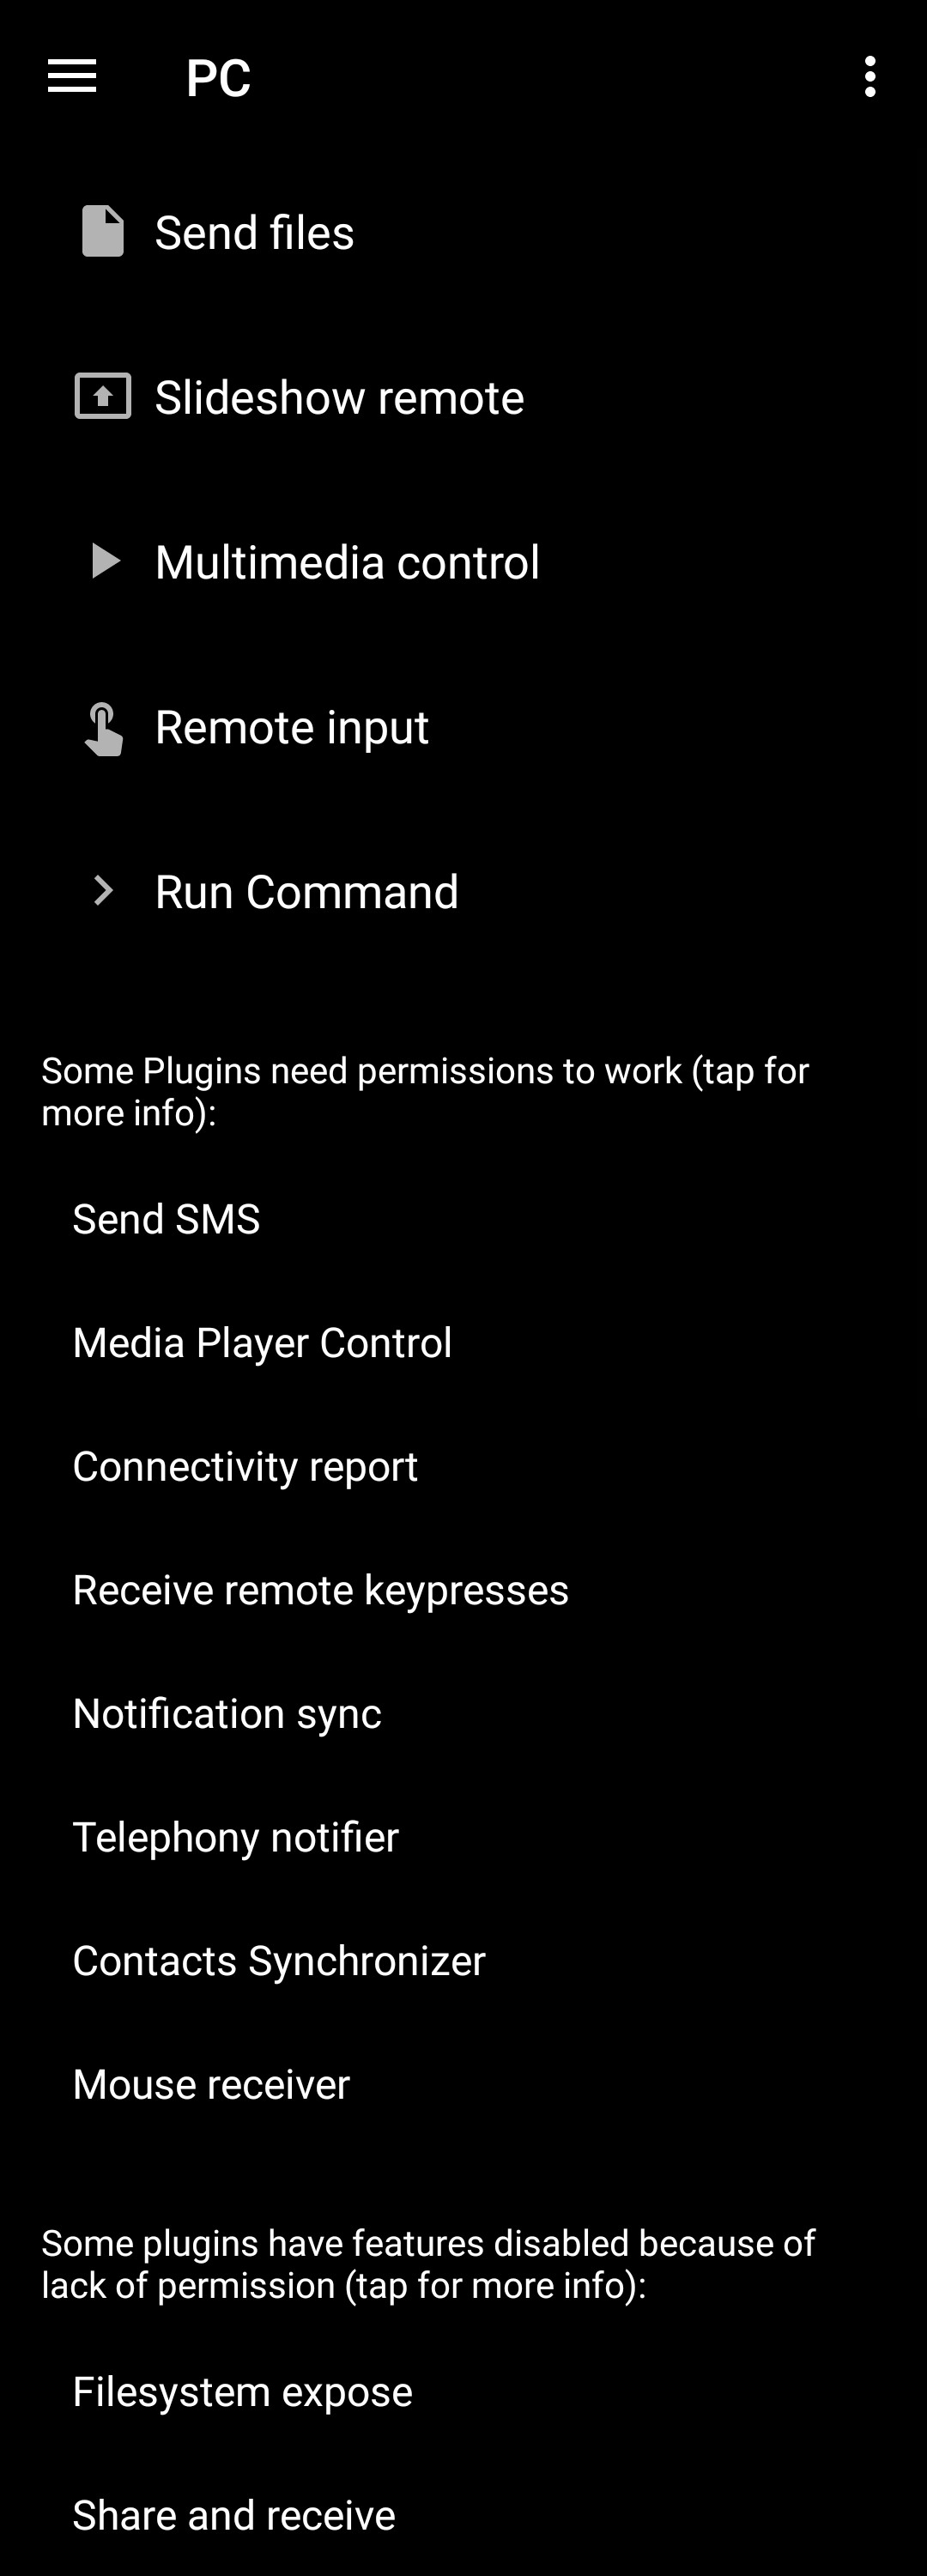 PC
Send files
Slideshow remote
Multimedia control
Remote input
Run Command
Some Plugins need permissions to work (tap for
more info):
Send SMS
Media Player Control
Connectivity report
Receive remote keypresses
Notification sync
Telephony notifier
Contacts Synchronizer
Mouse receiver
Some plugins have features disabled because of
lack of permission (tap for more info):
Filesystem expose
Share and receive